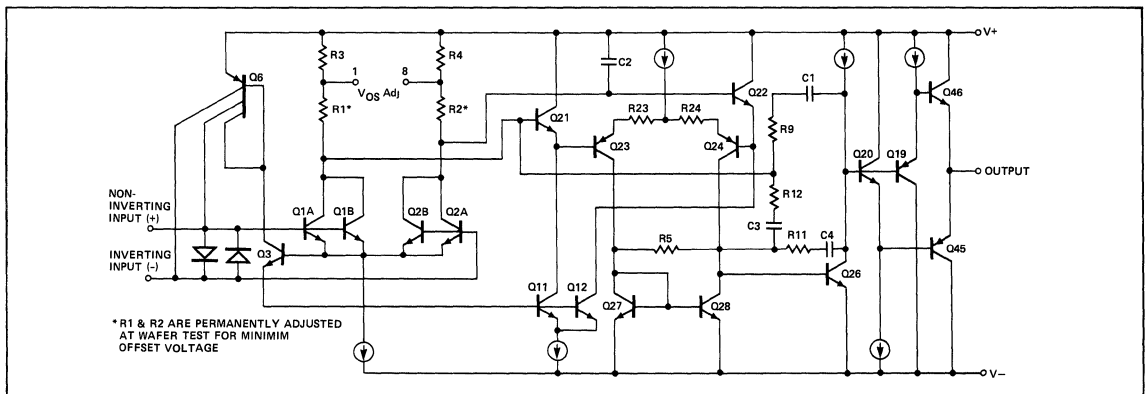 V+
R3
R4
Q6
1
8
VOS Adj
R1*
R2*
C2
Q22
C1
Q46
Q21
R23
R24
R9
Q23
Q24
Q20
Q19
OUTPUT
NON-
INVERTING
INPUT (+)
R12
Q1A
Q1B
Q2B
Q2A
C3
R11
C4
INVERTING
INPUT (-)
Q3
R5
Q45
Q26
Q11
Q12
Q27
Q28
*R1 & R2 ARE PERMANENTLY ADJUSTED
AT WAFER TEST FOR MINIMIM
OFFSET VOLTAGE
V−